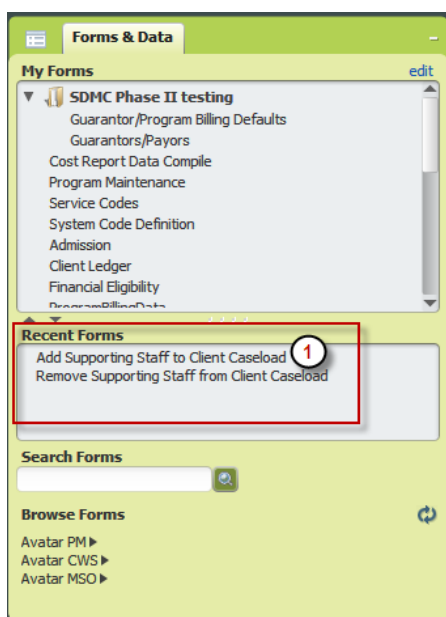 Forms & Data
My Forms edit
SDMC Phase II testing
Guarantor/Program Billing Defaults
Guarantors/Payors
Cost Report Data Compile
Program Maintenance
Service Codes
System Code Definition
Admission
Client Ledger
Financial Eligibility
ProgramBillingData
Recent Forms
Add Supporting Staff to Client Caseload 1
Remove Supporting Staff from Client Caseload
Search Forms
Browse Forms
Avatar PM
Avatar CWS
Avatar MSO